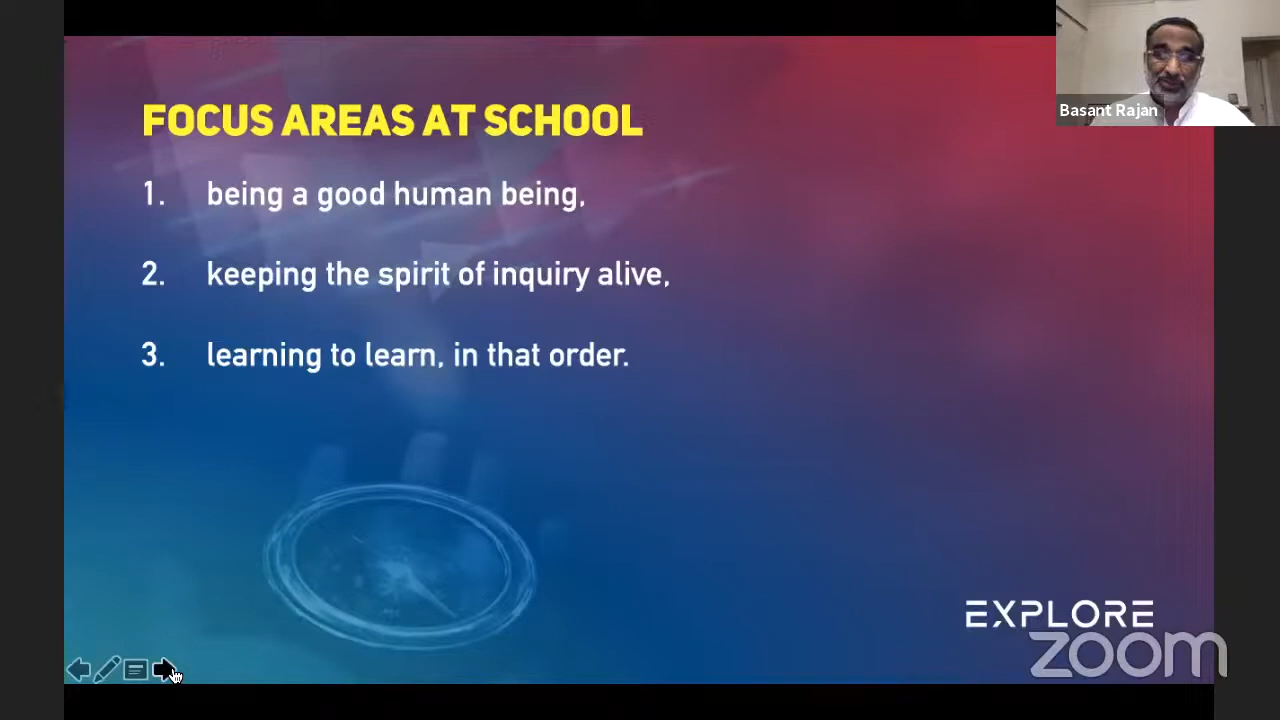 FOCUS AREAS AT SCHOOL
1. being a good human being,
2. keeping the spirit of inquiry alive,
3. learning to learn, in that order.
Basant Rajan
EXPLORE
zoom